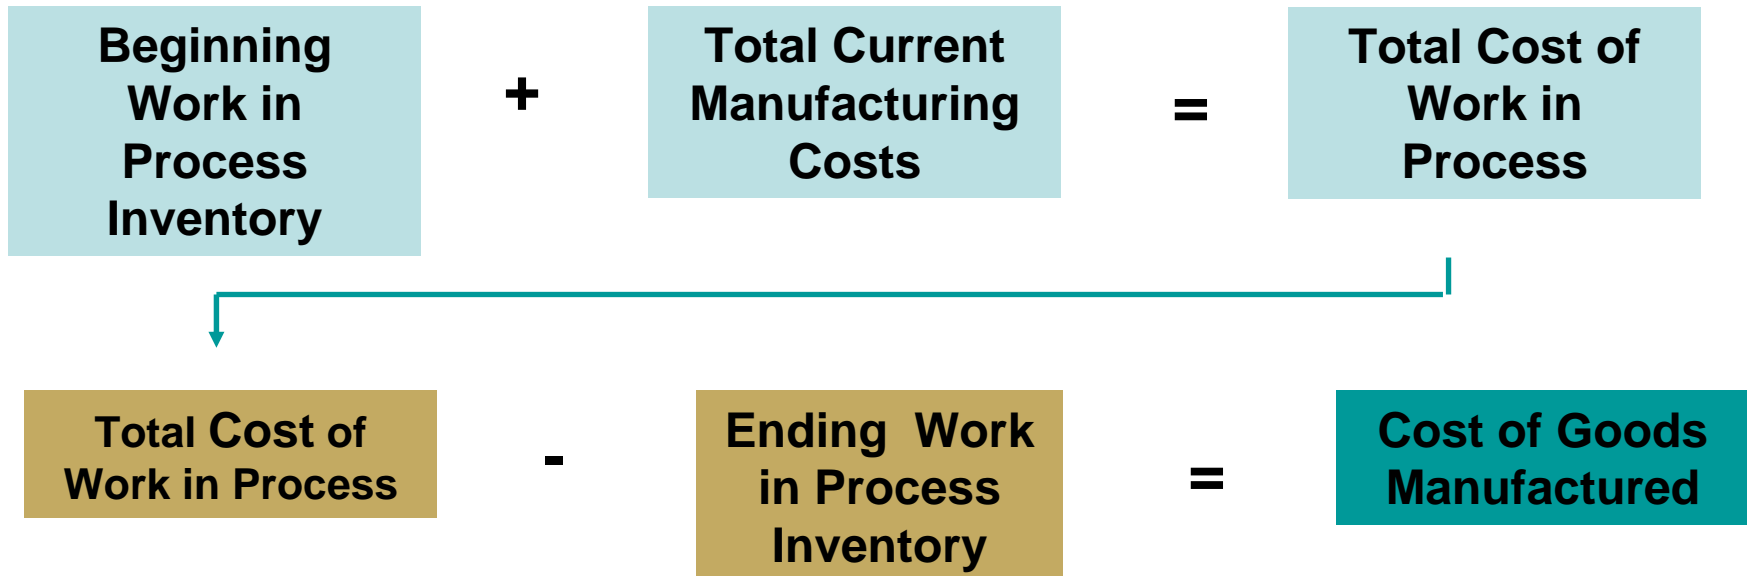 Beginning
Work in
Process
Inventory
+
Total Current
Manufacturing
Costs
=
Total Cost of
Work in
Process
Total Cost of
Work in Process
-
Ending  Work
in Process
Inventory
=
Cost of Goods
Manufactured